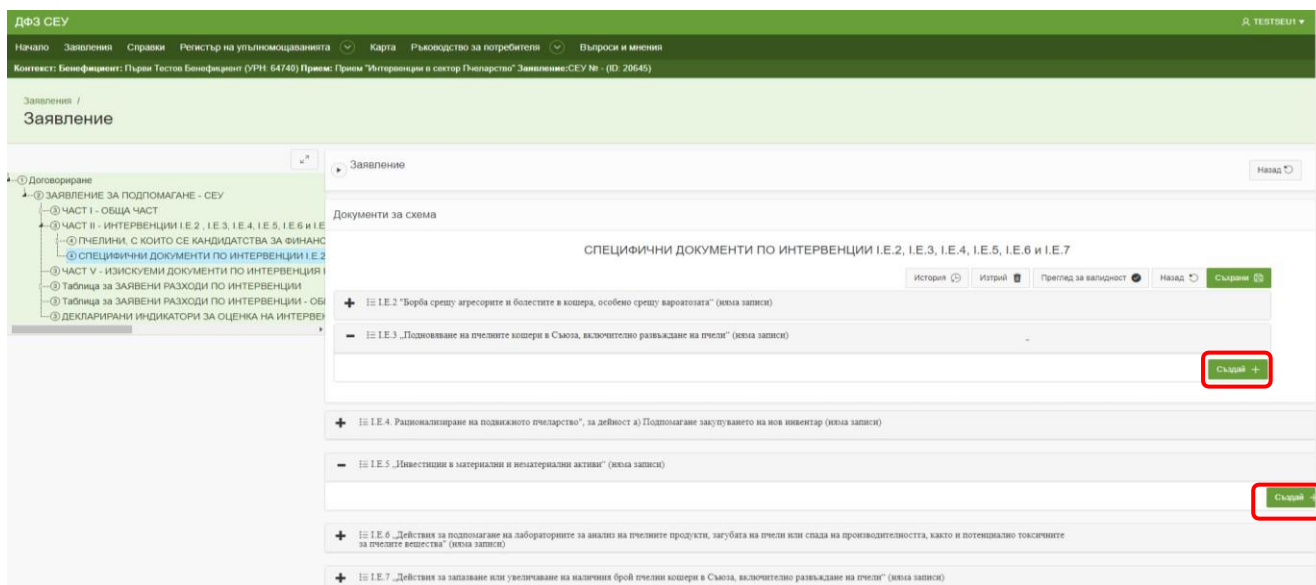 ДФЗ СЕУ
TESTSEU1
Начало Заявления Справки Регистър на упълномощаванията Карта Ръководство за потребителя Въпроси и мнения
Контекст: Бенефициент: Първи Тестов Бенефициент (УРН: 64740) Прием: Прием "Интервенции в сектор Пчеларство" Заявление:СЕУ № - (ID: 20645)
Заявления /
Заявление
Заявление
Назад
1 Договориране
2 ЗАЯВЛЕНИЕ ЗА ПОДПОМАГАНЕ - СЕУ
3 ЧАСТ I - ОБЩА ЧАСТ
3 ЧАСТ II - ИНТЕРВЕНЦИИ I.Е.2 , I.Е.3, I.Е.4, I.Е.5, I.Е.6 и I.Е
4 ПЧЕЛИНИ, С КОИТО СЕ КАНДИДАТСТВА ЗА ФИНАНС
4 СПЕЦИФИЧНИ ДОКУМЕНТИ ПО ИНТЕРВЕНЦИИ I.Е.2
3 ЧАСТ V - ИЗИСКУЕМИ ДОКУМЕНТИ ПО ИНТЕРВЕНЦИЯ I
3 Таблица за ЗАЯВЕНИ РАЗХОДИ ПО ИНТЕРВЕНЦИИ
3 Таблица за ЗАЯВЕНИ РАЗХОДИ ПО ИНТЕРВЕНЦИИ - ОБ
3 ДЕКЛАРИРАНИ ИНДИКАТОРИ ЗА ОЦЕНКА НА ИНТЕРВЕН
Документи за схема
СПЕЦИФИЧНИ ДОКУМЕНТИ ПО ИНТЕРВЕНЦИИ I.Е.2, I.Е.3, I.Е.4, I.Е.5, I.Е.6 и I.Е.7
История Изтрий Преглед за валидност Назад Съхрани
I.Е.2 "Борба срещу агресорите и болестите в кошера, особено срещу вароатозата" (няма записи)
I.Е.3 „Подновяване на пчелните кошери в Съюза, включително развъждане на пчели" (няма записи)
Създай +
I.Е.4. Рационализиране на подвижното пчеларство", за дейност а) Подпомагане закупуването на нов инвентар (няма записи)
I.Е.5 „Инвестиции в материални и нематериални активи" (няма записи)
Създай +
I.Е.6 „Действия за подпомагане на лабораториите за анализ на пчелните продукти, загубата на пчели или спада на производителността, както и потенциално токсичните
за пчелите вещества" (няма записи)
I.Е.7 „Действия за запазване или увеличаване на наличния брой пчелни кошери в Съюза, включително развъждане на пчели" (няма записи)